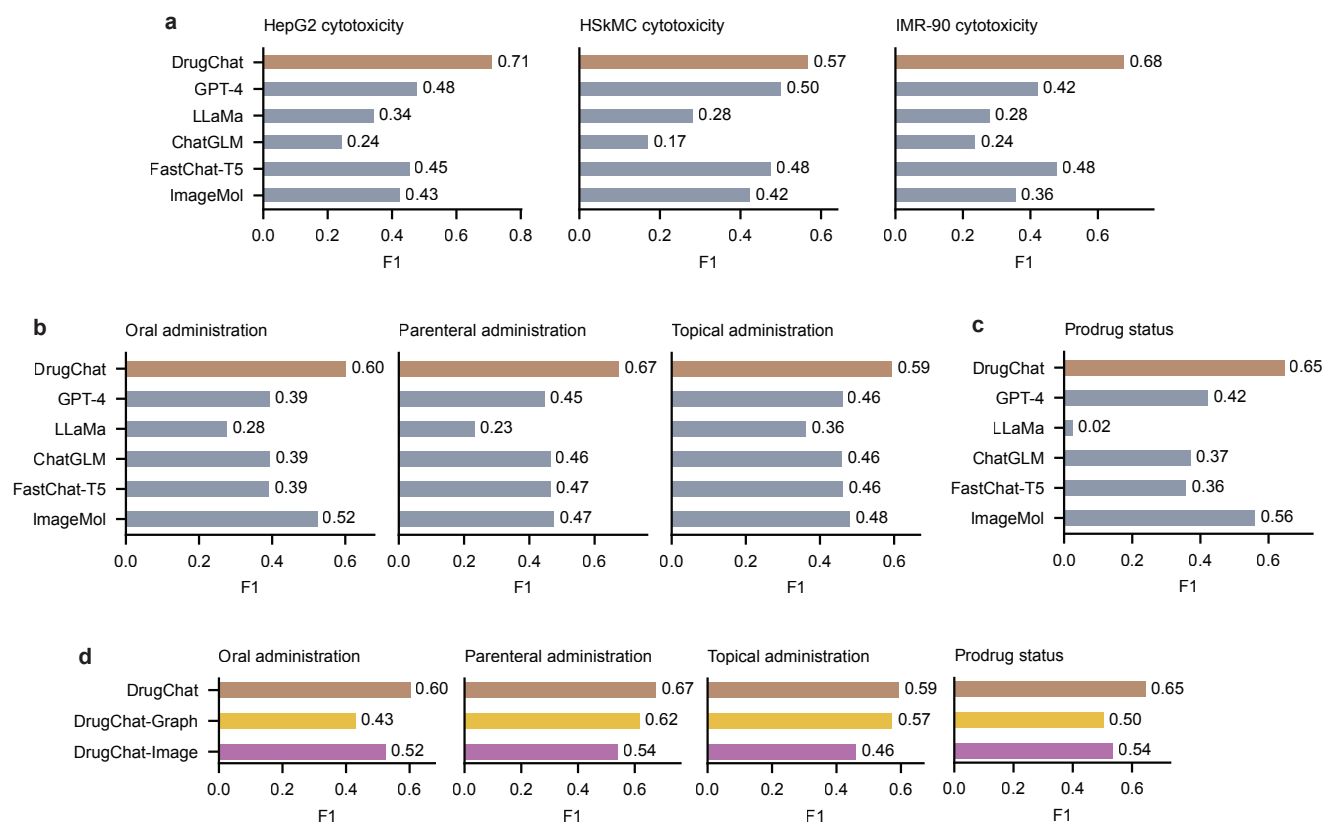 a
HepG2 cytotoxicity HSkMC cytotoxicity IMR-90 cytotoxicity
DrugChat 0.71 0.57 0.68
GPT-4 0.48 0.50 0.42
LLaMa 0.34 0.28 0.28
ChatGLM 0.24 0.17 0.24
FastChat-T5 0.45 0.48 0.48
ImageMol 0.43 0.42 0.36
0.0 0.2 0.4 0.6 0.8 0.0 0.2 0.4 0.6 0.0 0.2 0.4 0.6
F1 F1 F1
b c
Oral administration Parenteral administration Topical administration Prodrug status
DrugChat 0.60 0.67 0.59 DrugChat 0.65
GPT-4 0.39 0.45 0.46 GPT-4 0.42
LLaMa 0.28 0.23 0.36 LLaMa 0.02
ChatGLM 0.39 0.46 0.46 ChatGLM 0.37
FastChat-T5 0.39 0.47 0.46 FastChat-T5 0.36
ImageMol 0.52 0.47 0.48 ImageMol 0.56
0.0 0.2 0.4 0.6 0.0 0.2 0.4 0.6 0.0 0.2 0.4 0.6 0.0 0.2 0.4 0.6
F1 F1 F1 F1
d
Oral administration Parenteral administration Topical administration Prodrug status
DrugChat 0.60 0.67 0.59 0.65
DrugChat-Graph 0.43 0.62 0.57 0.50
DrugChat-Image 0.52 0.54 0.46 0.54
0.0 0.2 0.4 0.6 0.0 0.2 0.4 0.6 0.0 0.2 0.4 0.6 0.0 0.2 0.4 0.6
F1 F1 F1 F1